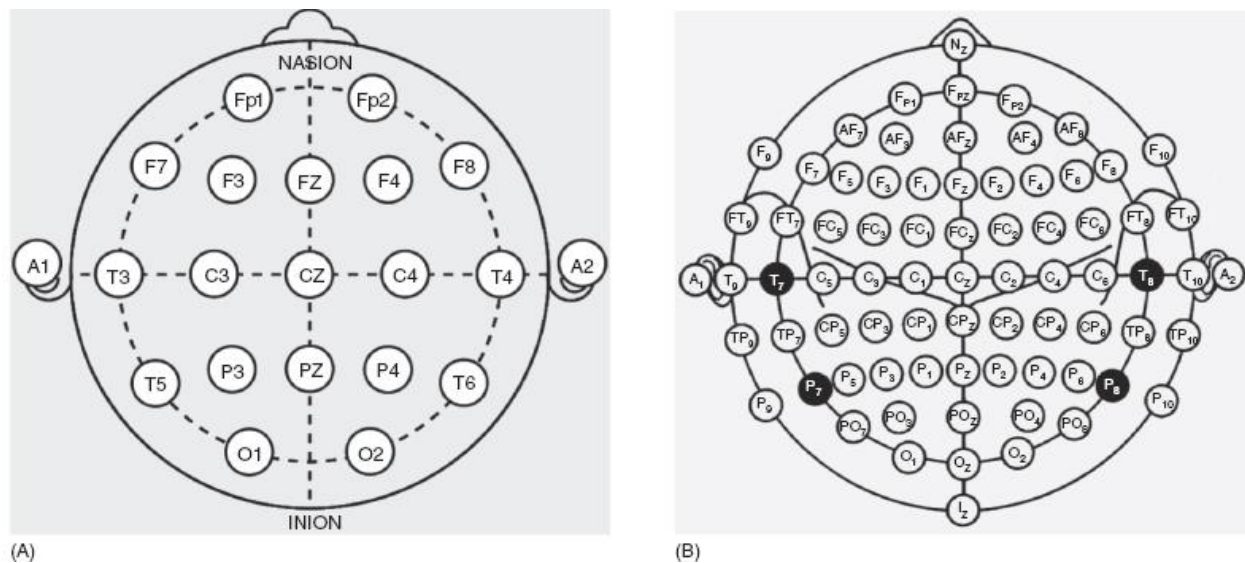 NASION
Fp1 Fp2
F7 F3 FZ F4 F8
A1 T3 C3 CZ C4 T4 A2
T5 P3 PZ P4 T6
O1 O2
INION
(A)
NZ
FP1 FPZ FP2
AF7 AF3 AFZ AF4 AF8
F9 F7 F5 F3 F1 FZ F2 F4 F6 F8 F10
FT9 FT7 FC5 FC3 FC1 FCZ FC2 FC4 FC6 FT8 FT10
A1 T9 T7 C5 C3 C1 CZ C2 C4 C6 T8 T10 A2
TP9 TP7 CP5 CP3 CP1 CPZ CP2 CP4 CP6 TP8 TP10
P9 P7 P5 P3 P1 PZ P2 P4 P6 P8 P10
PO7 PO3 POZ PO4 PO8
O1 OZ O2
IZ
(B)